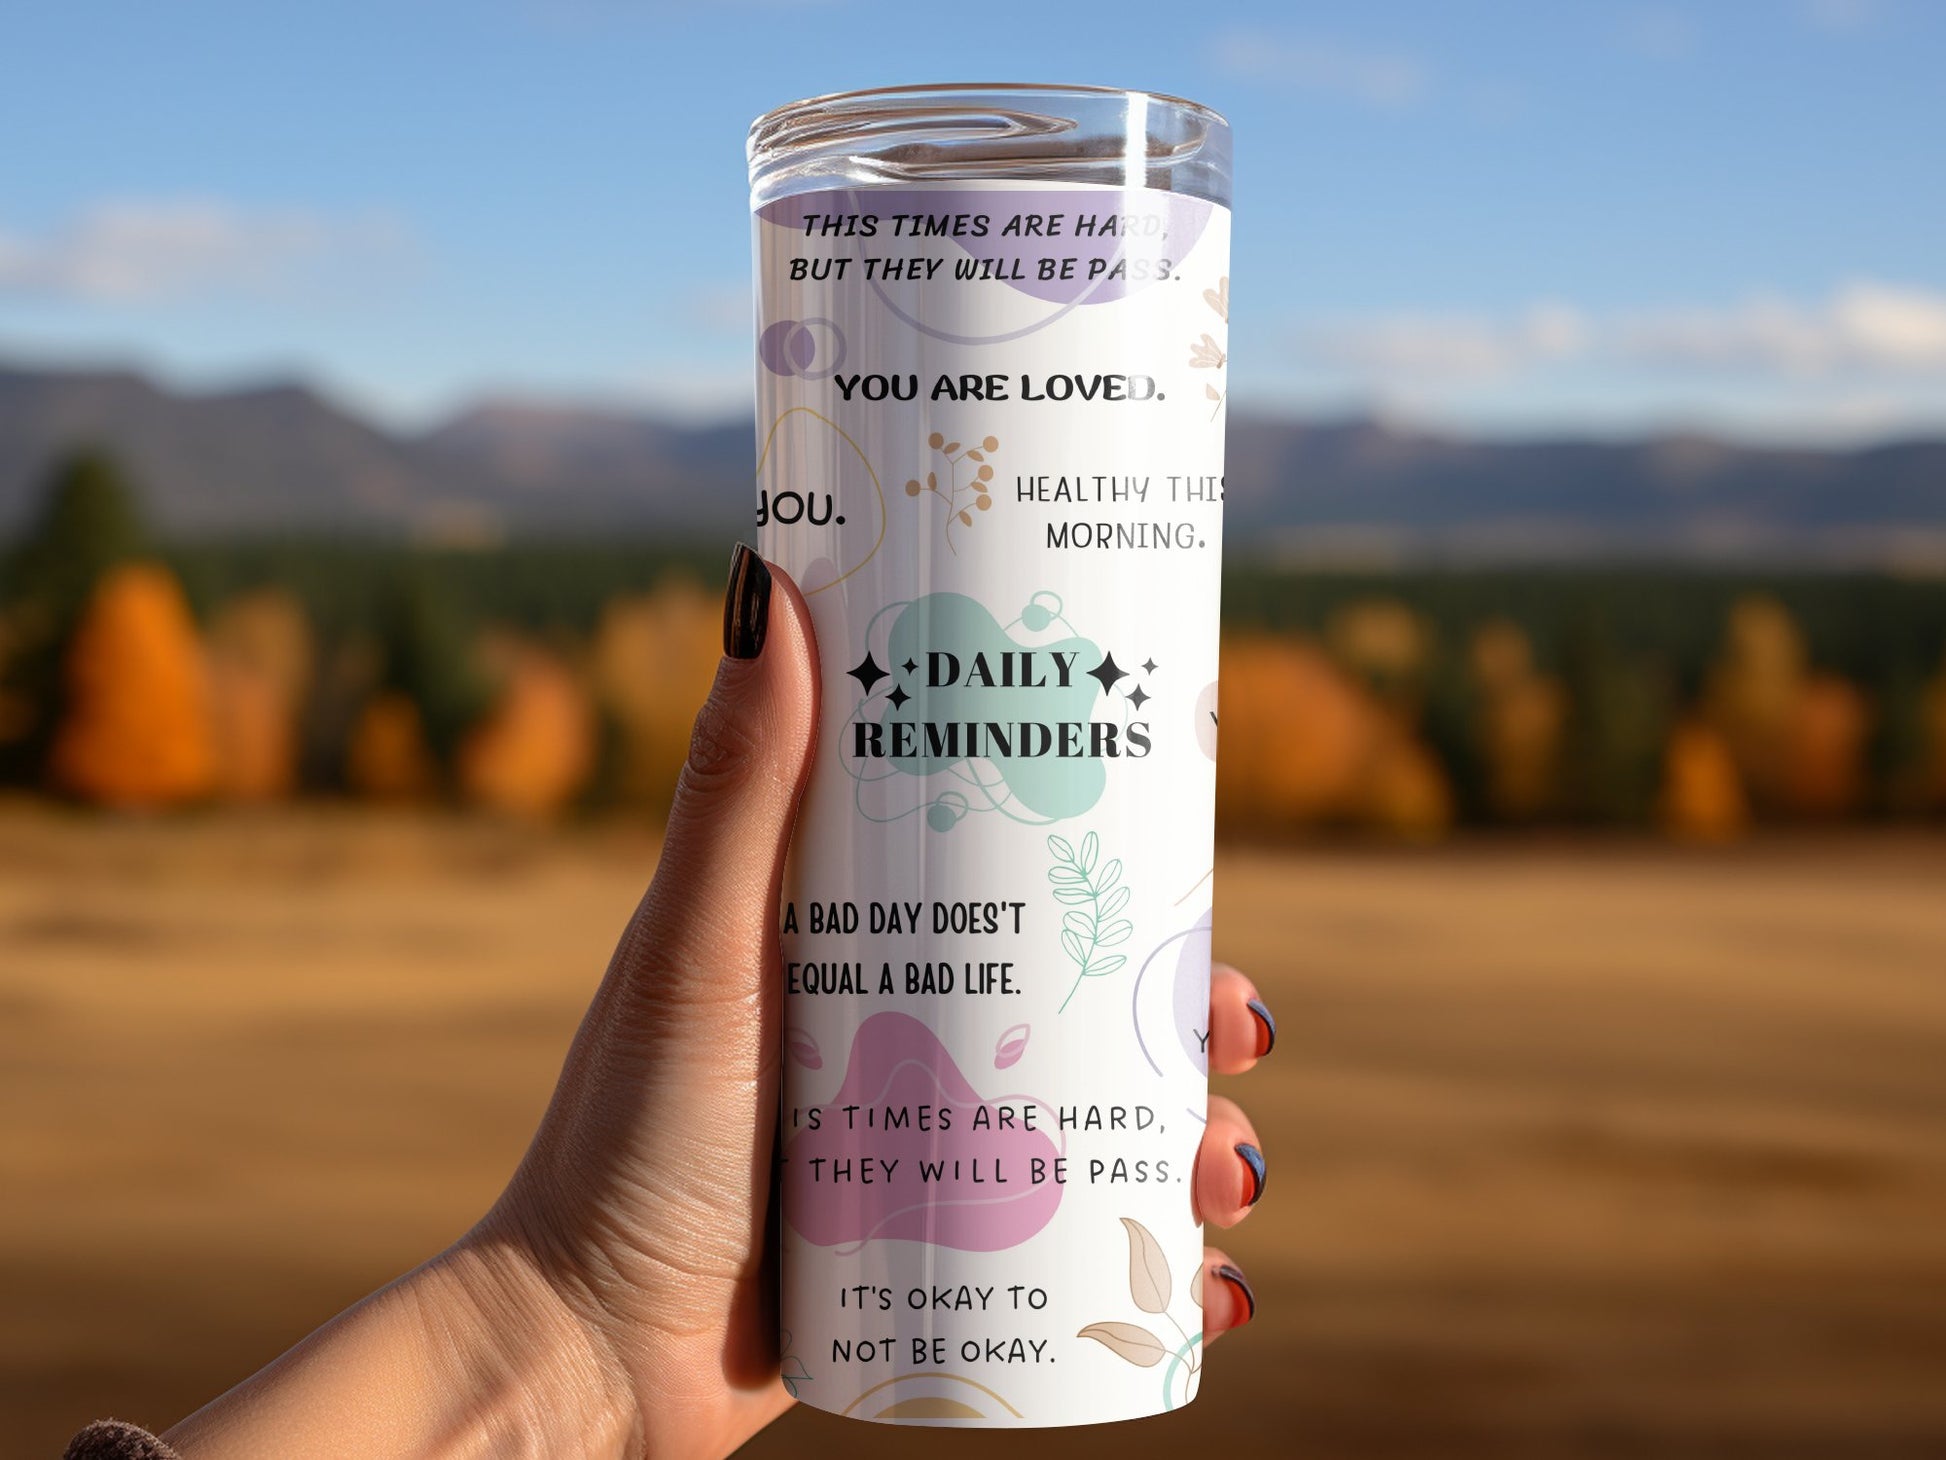 THIS TIMES ARE HARD,
BUT THEY WILL BE PASS.
YOU ARE LOVED.
YOU.
HEALTHY THIS
MORNING.
DAILY
REMINDERS
A BAD DAY DOES'T
EQUAL A BAD LIFE.
IS TIMES ARE HARD,
THEY WILL BE PASS.
IT'S OKAY TO
NOT BE OKAY.